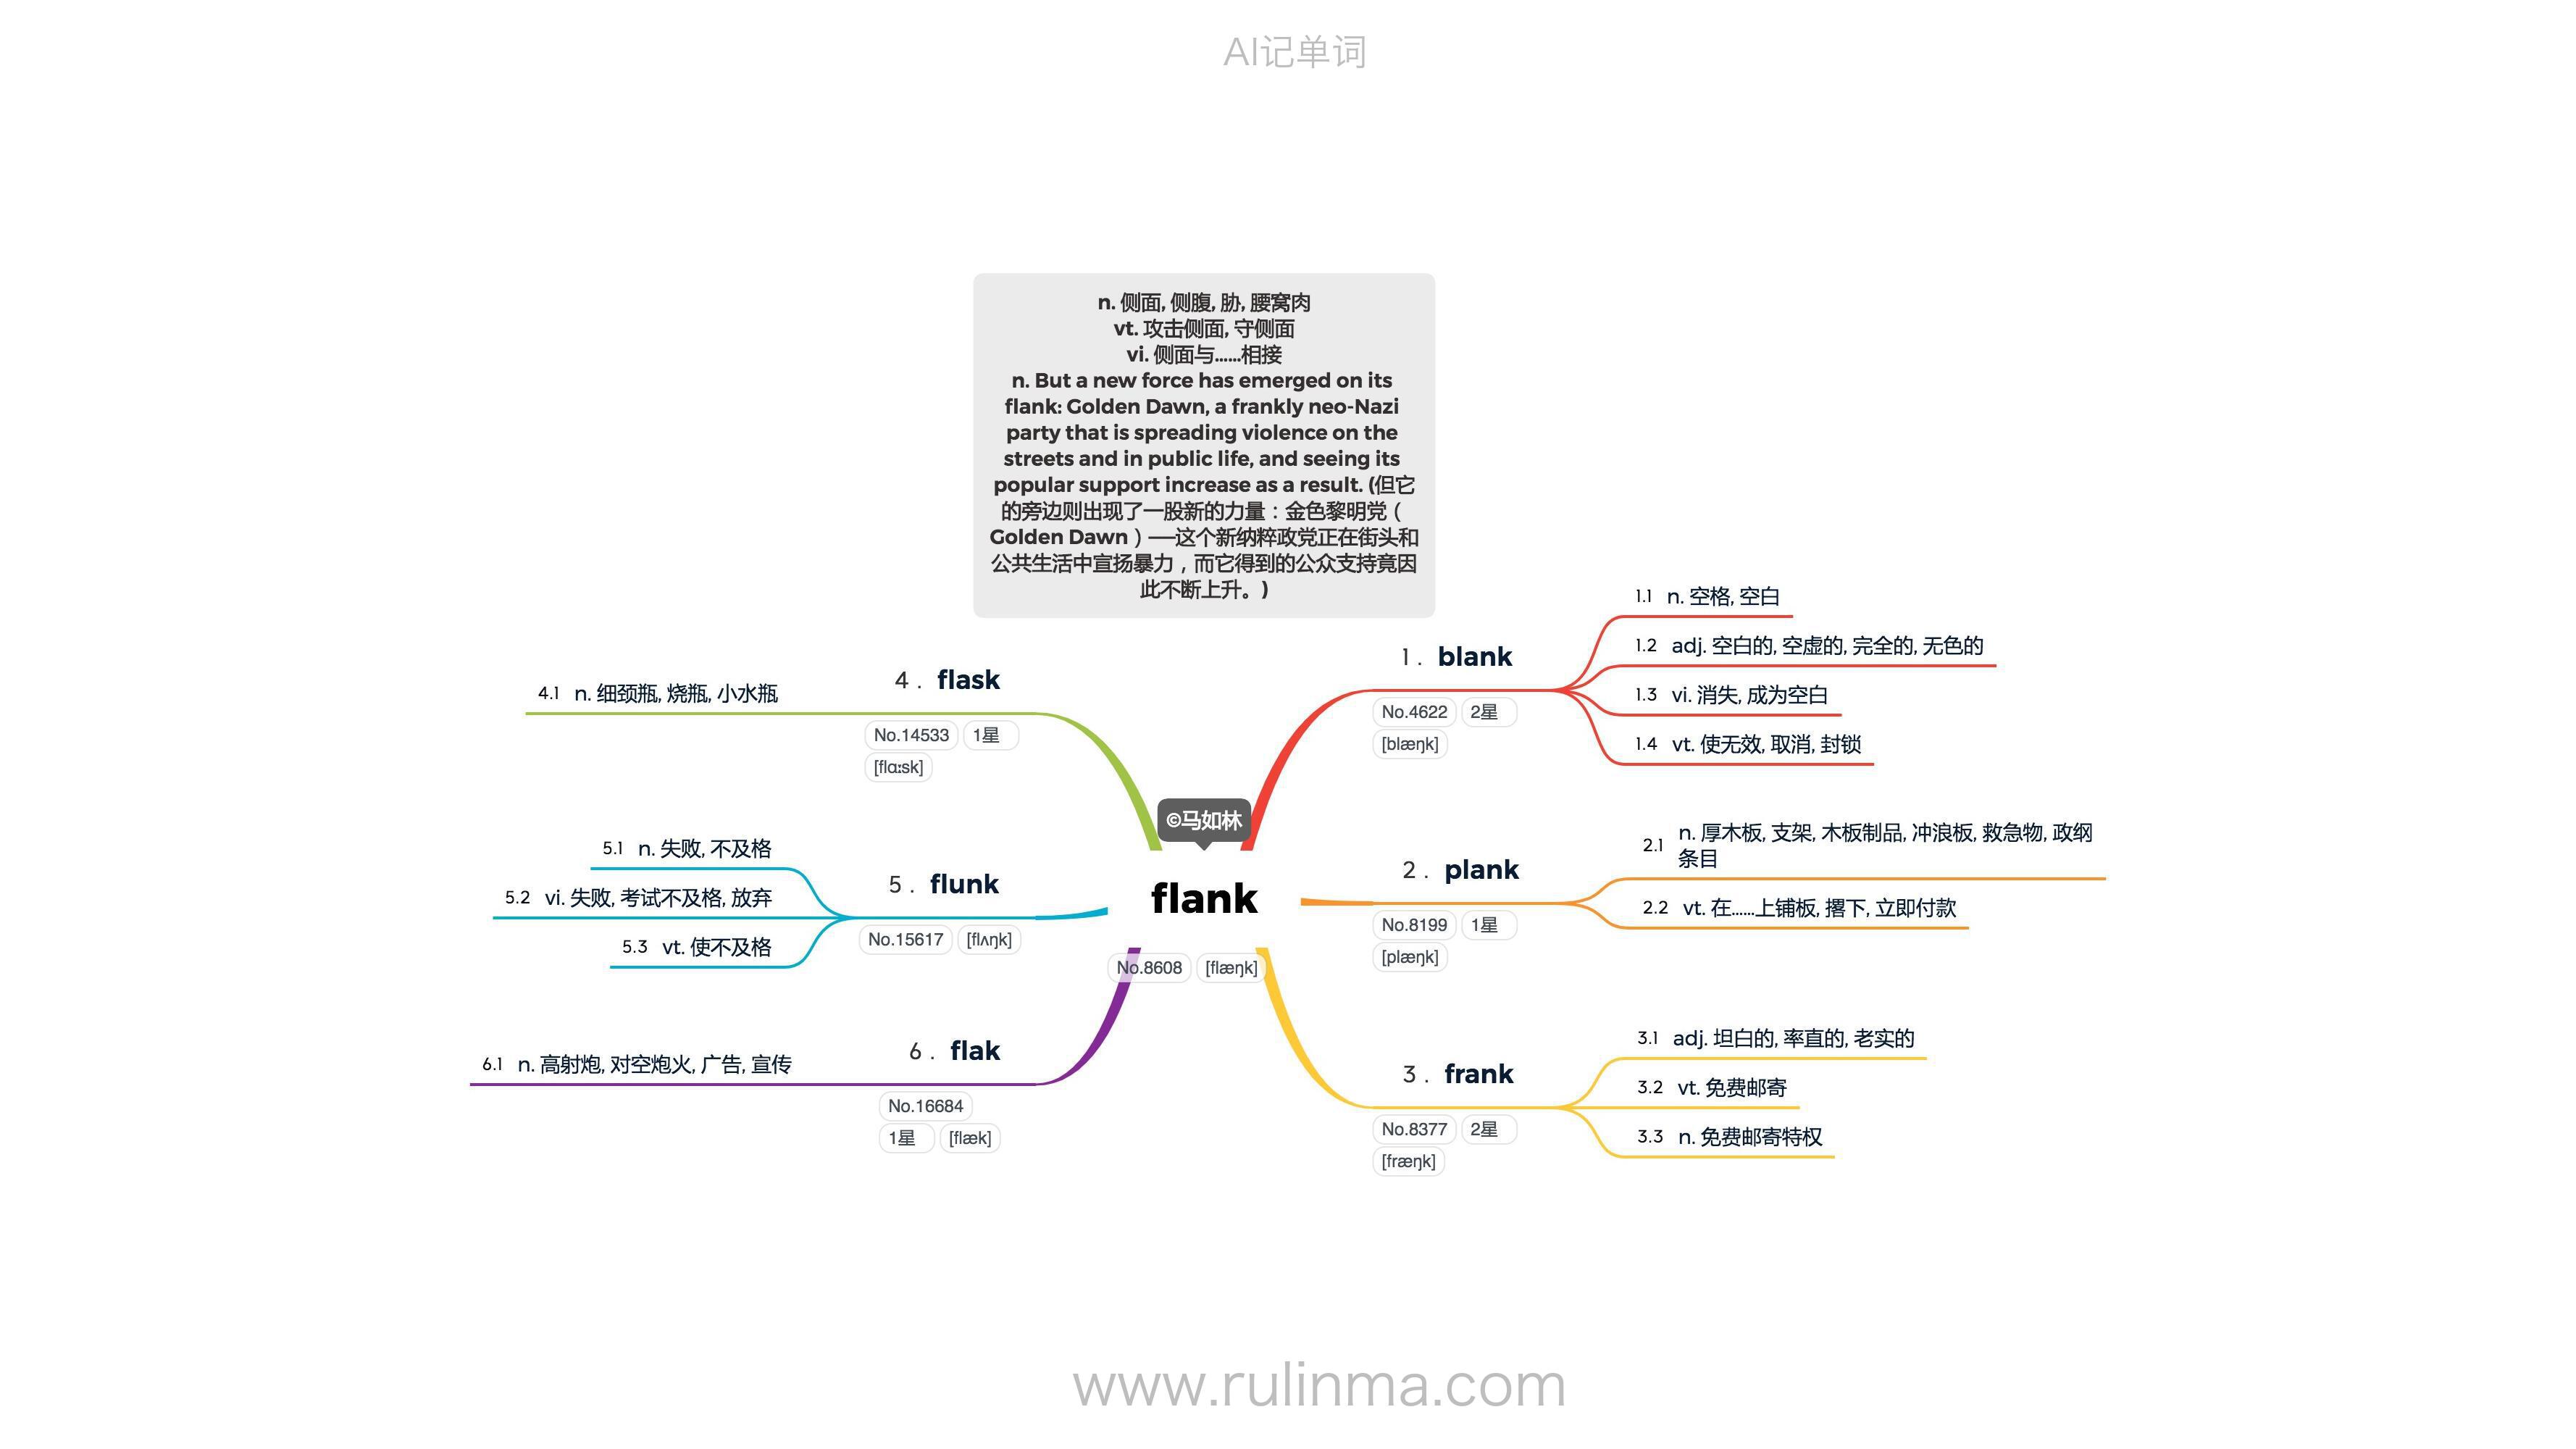 AI记单词
n. 侧面, 侧腹, 胁, 腰窝肉
vt. 攻击侧面, 守侧面
vi. 侧面与......相接
n. But a new force has emerged on its
flank: Golden Dawn, a frankly neo-Nazi
party that is spreading violence on the
streets and in public life, and seeing its
popular support increase as a result. (但它
的旁边则出现了一股新的力量：金色黎明党（
Golden Dawn ）—这个新纳粹政党正在街头和
公共生活中宣扬暴力，而它得到的公众支持竟因
此不断上升。)
©马如林
flank
No.8608 [flæŋk]
1. blank
No.4622 2星
[blæŋk]
1.1 n. 空格, 空白
1.2 adj. 空白的, 空虚的, 完全的, 无色的
1.3 vi. 消失, 成为空白
1.4 vt. 使无效, 取消, 封锁
2. plank
No.8199 1星
[plæŋk]
2.1 n. 厚木板, 支架, 木板制品, 冲浪板, 救急物, 政纲
条目
2.2 vt. 在......上铺板, 撂下, 立即付款
3. frank
No.8377 2星
[fræŋk]
3.1 adj. 坦白的, 率直的, 老实的
3.2 vt. 免费邮寄
3.3 n. 免费邮寄特权
4. flask
No.14533 1星
[flɑːsk]
4.1 n. 细颈瓶, 烧瓶, 小水瓶
5. flunk
No.15617 [flʌŋk]
5.1 n. 失败, 不及格
5.2 vi. 失败, 考试不及格, 放弃
5.3 vt. 使不及格
6. flak
No.16684
1星 [flæk]
6.1 n. 高射炮, 对空炮火, 广告, 宣传
www.rulinma.com